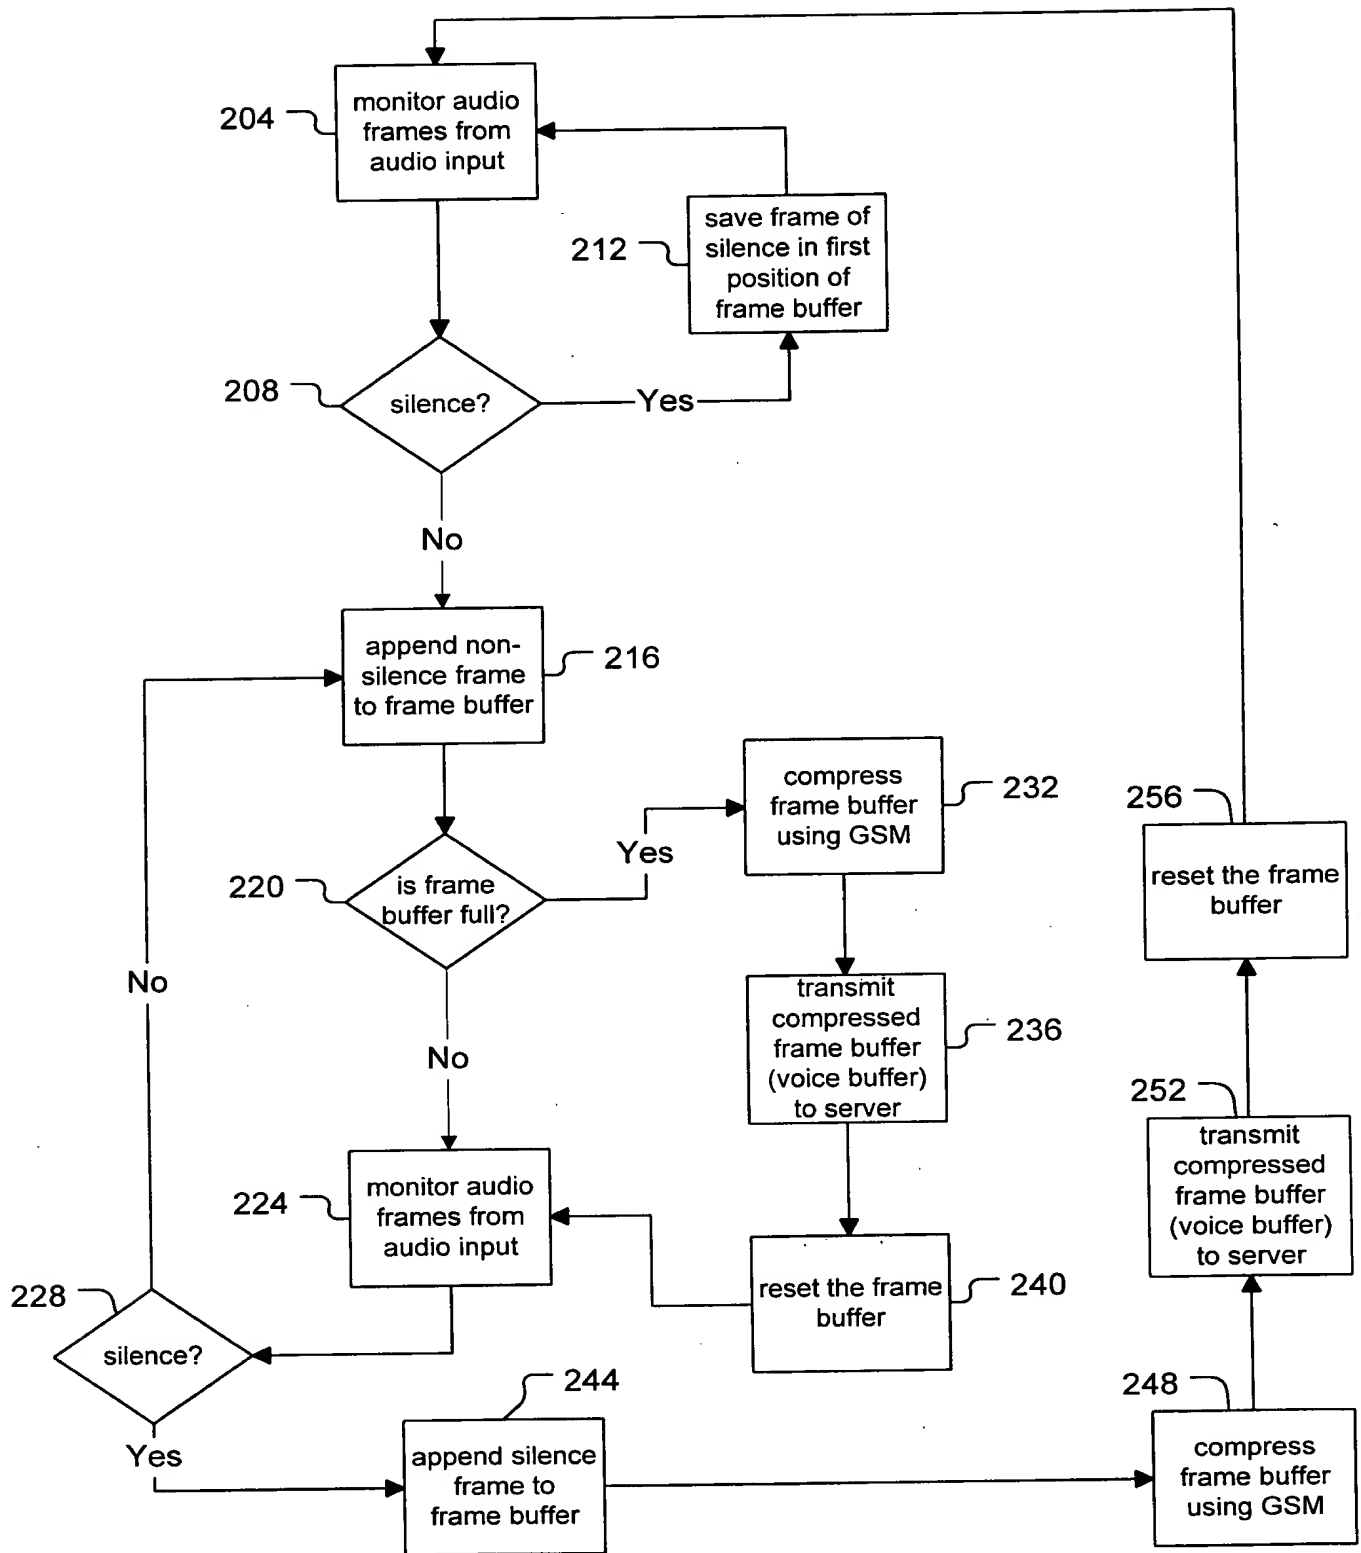 monitor audio
frames from
audio input
204
save frame of
silence in first
position of
frame buffer
212
208
silence?
Yes
No
append non-
silence frame
to frame buffer
216
compress
frame buffer
using GSM
232
256
reset the frame
buffer
220
is frame
buffer full?
Yes
No
No
transmit
compressed
frame buffer
(voice buffer)
to server
236
252
transmit
compressed
frame buffer
(voice buffer)
to server
224
monitor audio
frames from
audio input
reset the frame
buffer
240
228
silence?
Yes
244
append silence
frame to
frame buffer
248
compress
frame buffer
using GSM